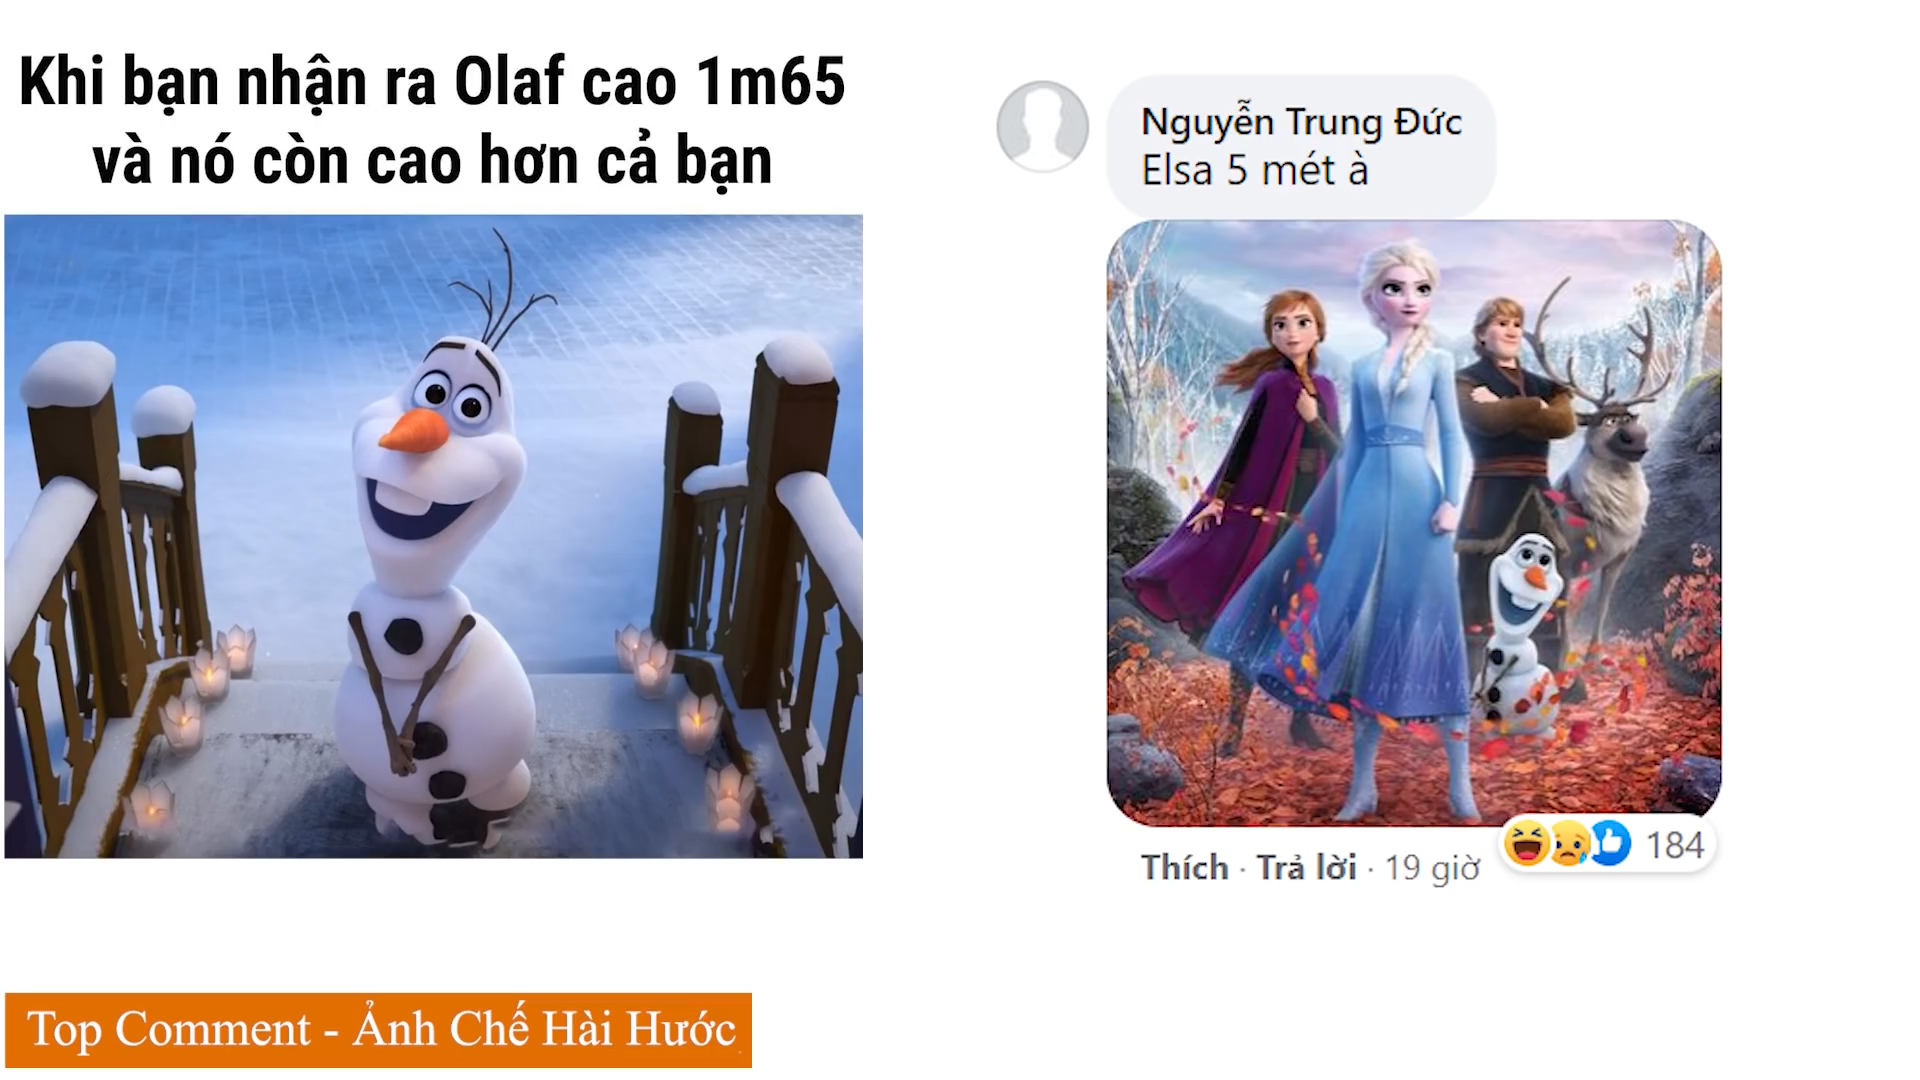 Khi bạn nhận ra Olaf cao 1m65
và nó còn cao hơn cả bạn
Nguyễn Trung Đức
Elsa 5 mét à
Thích · Trả lời · 19 giờ
184
Top Comment - Ảnh Chế Hài Hước